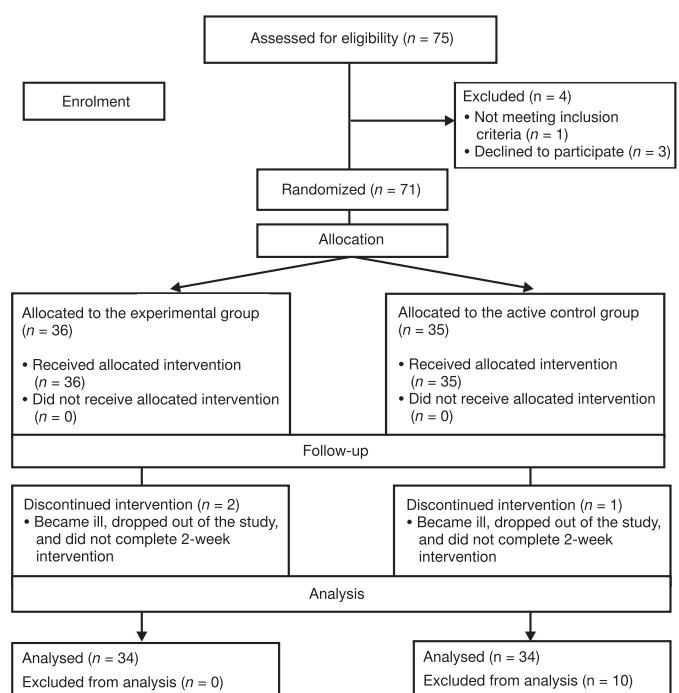 Assessed for eligibility (n = 75)
Enrolment
Excluded (n = 4)
• Not meeting inclusion
criteria (n = 1)
• Declined to participate (n = 3)
Randomized (n = 71)
Allocation
Allocated to the experimental group
(n = 36)
• Received allocated intervention
(n = 36)
• Did not receive allocated intervention
(n = 0)
Allocated to the active control group
(n = 35)
• Received allocated intervention
(n = 35)
• Did not receive allocated intervention
(n = 0)
Follow-up
Discontinued intervention (n = 2)
• Became ill, dropped out of the study,
and did not complete 2-week
intervention
Discontinued intervention (n = 1)
• Became ill, dropped out of the study,
and did not complete 2-week
intervention
Analysis
Analysed (n = 34)
Excluded from analysis (n = 0)
Analysed (n = 34)
Excluded from analysis (n = 10)